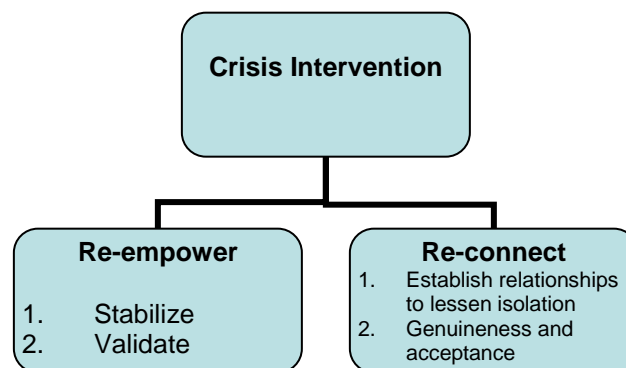 Crisis Intervention
Re-empower
1. Stabilize
2. Validate
Re-connect
1. Establish relationships
to lessen isolation
2. Genuineness and
acceptance